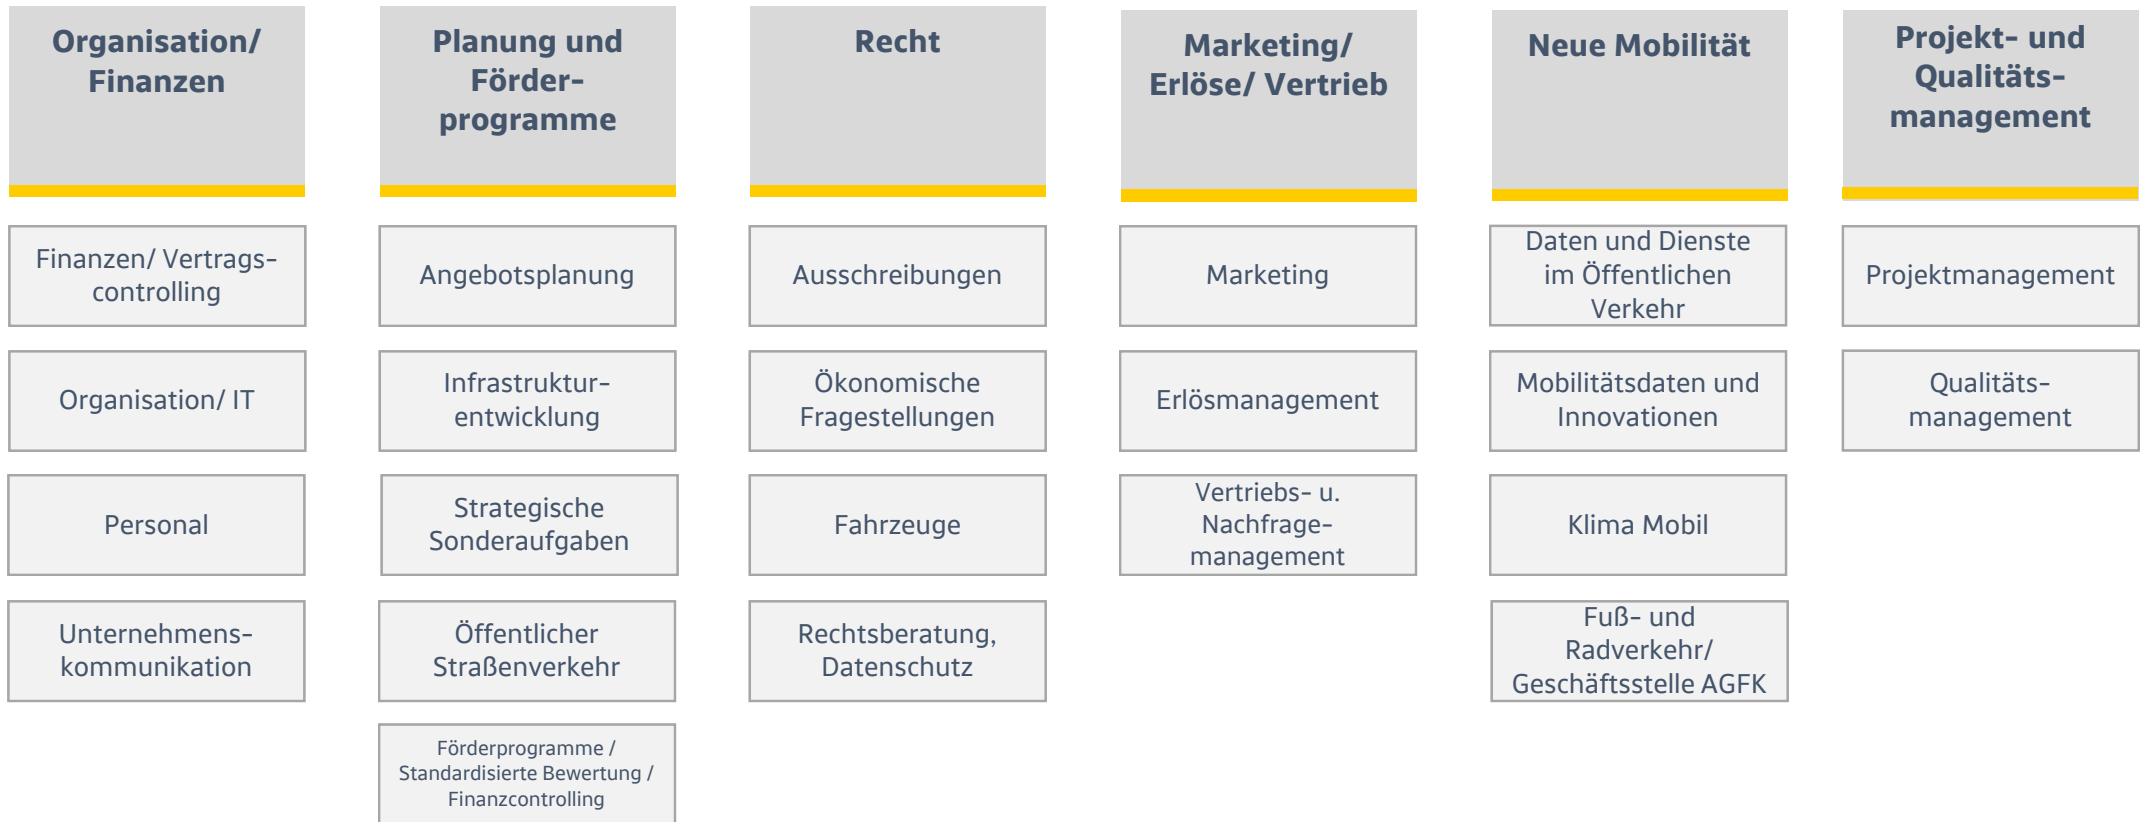 Organisation/
Finanzen
Finanzen/ Vertrags-
controlling
Organisation/ IT
Personal
Unternehmens-
kommunikation
Planung und
Förder-
programme
Angebotsplanung
Infrastruktur-
entwicklung
Strategische
Sonderaufgaben
Öffentlicher
Straßenverkehr
Förderprogramme /
Standardisierte Bewertung /
Finanzcontrolling
Recht
Ausschreibungen
Ökonomische
Fragestellungen
Fahrzeuge
Rechtsberatung,
Datenschutz
Marketing/
Erlöse/ Vertrieb
Marketing
Erlösmanagement
Vertriebs- u.
Nachfrage-
management
Neue Mobilität
Daten und Dienste
im Öffentlichen
Verkehr
Mobilitätsdaten und
Innovationen
Klima Mobil
Fuß- und
Radverkehr/
Geschäftsstelle AGFK
Projekt- und
Qualitäts-
management
Projektmanagement
Qualitäts-
management